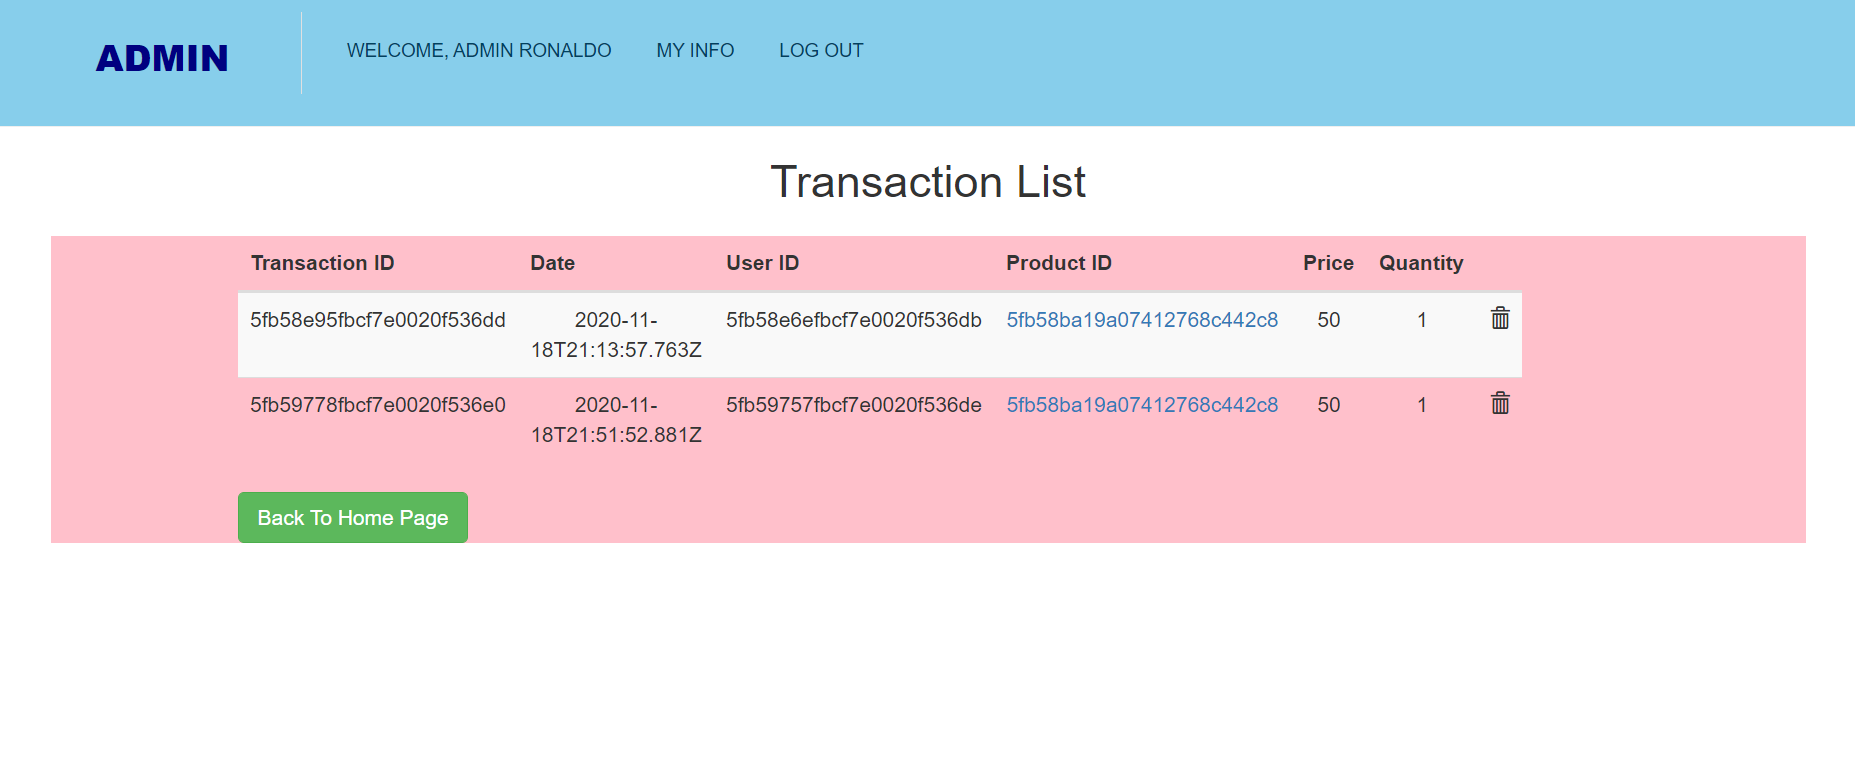 ADMIN
WELCOME, ADMIN RONALDO
MY INFO
LOG OUT
Transaction List
Transaction ID Date User ID Product ID Price Quantity
5fb58e95fbcf7e0020f536dd 2020-11- 5fb58e6efbcf7e0020f536db 5fb58ba19a07412768c442c8 50 1
18T21:13:57.763Z
5fb59778fbcf7e0020f536e0 2020-11- 5fb59757fbcf7e0020f536de 5fb58ba19a07412768c442c8 50 1
18T21:51:52.881Z
Back To Home Page